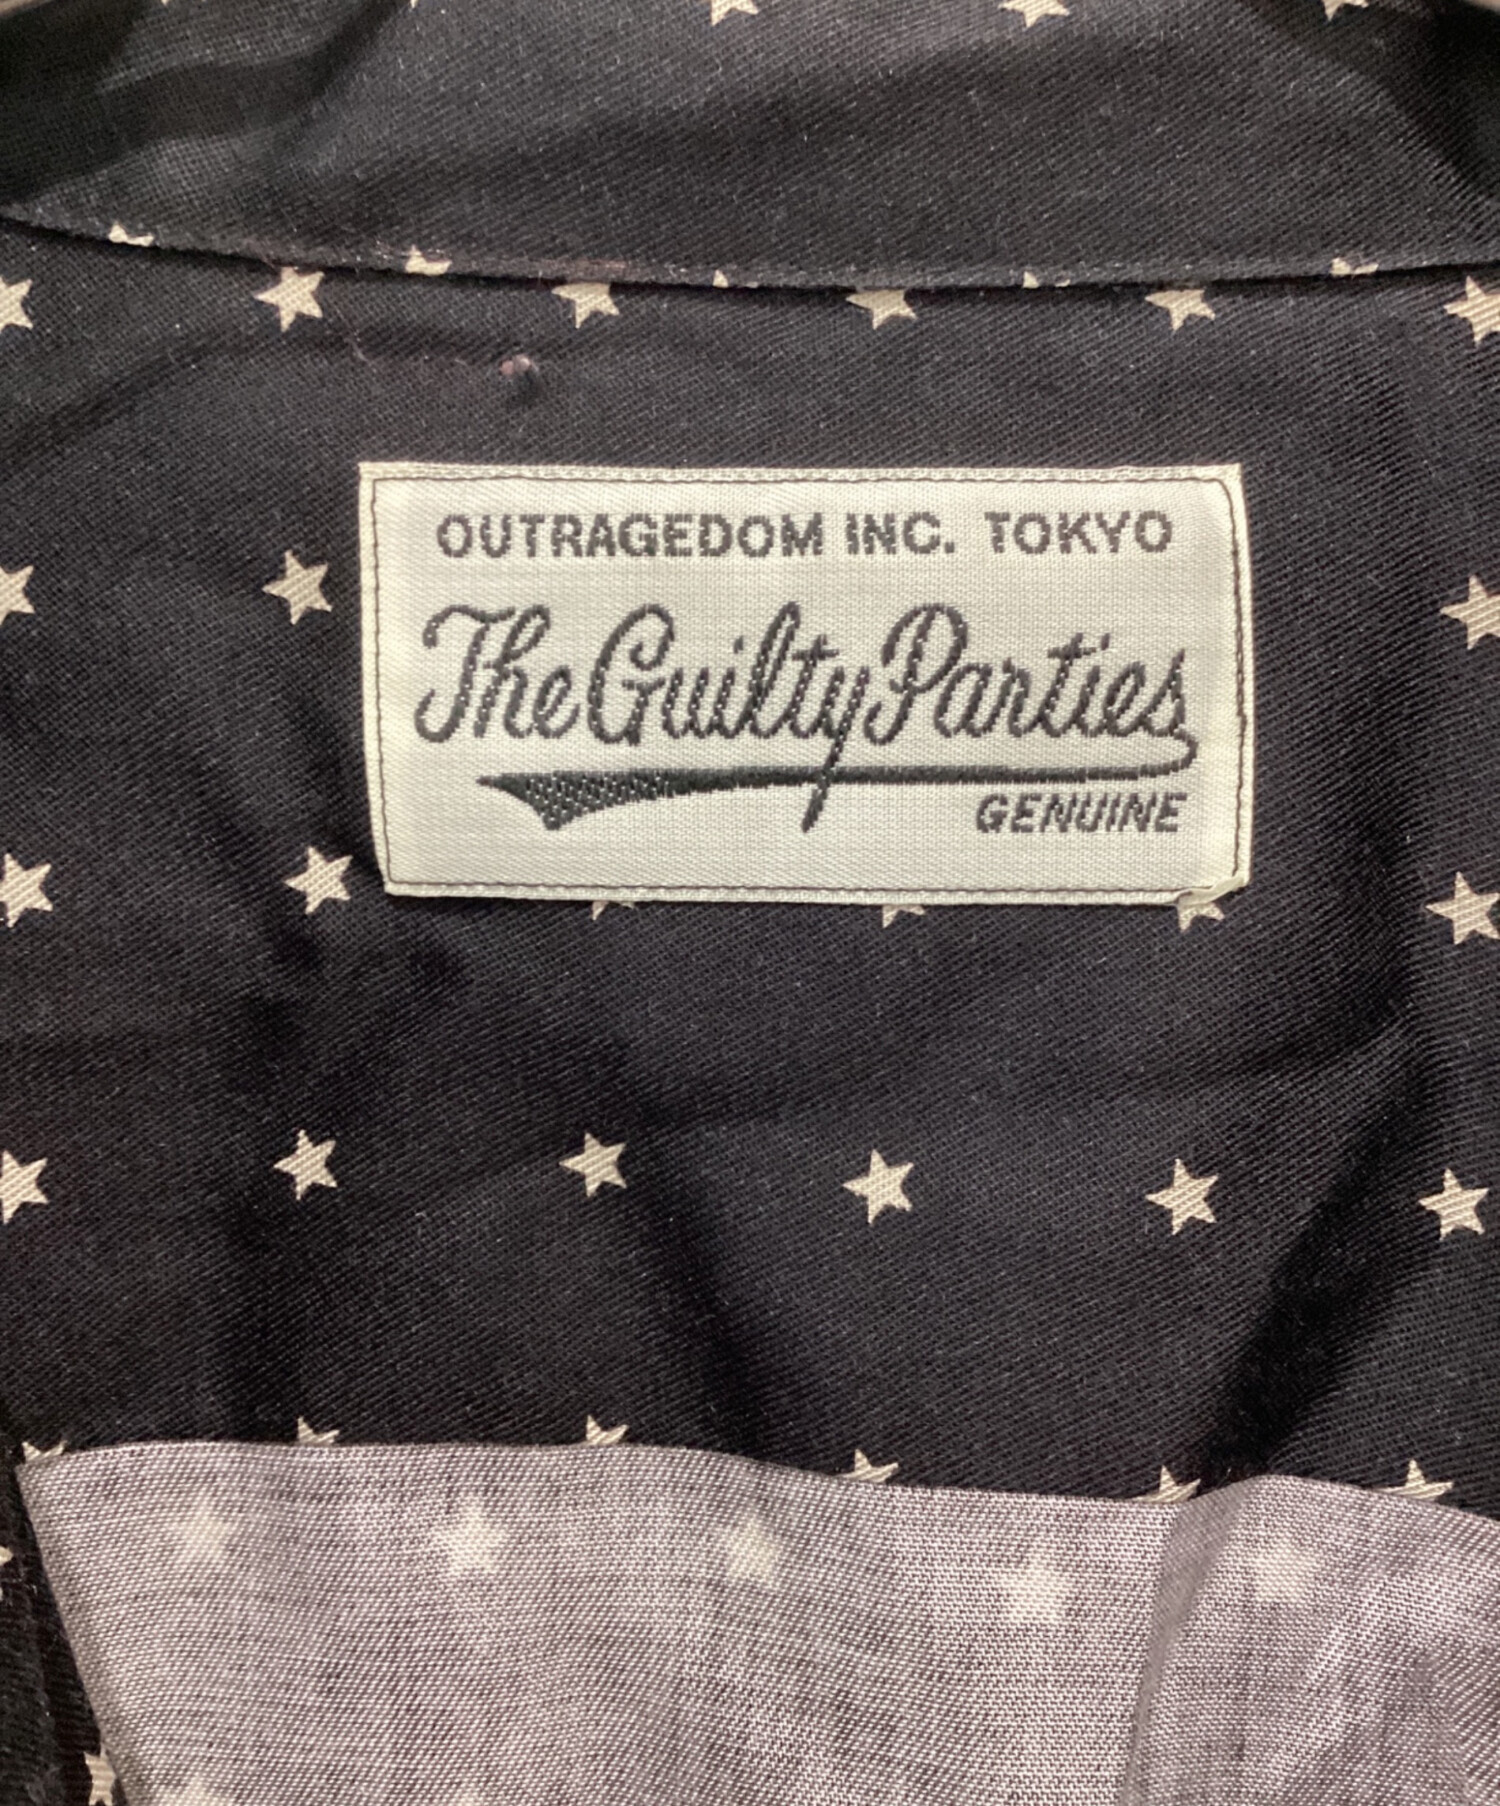 OUTRAGEDOM INC. TOKYO
The Guilty Parties
GENUINE